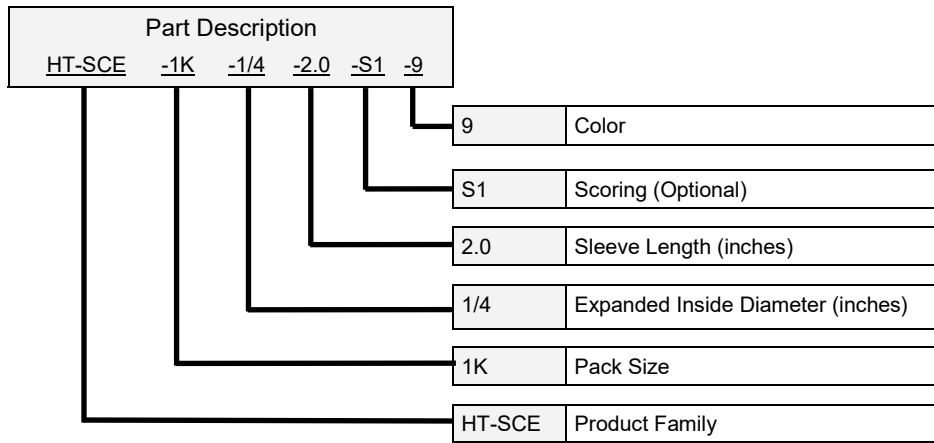 Part Description
HT-SCE -1K -1/4 -2.0 -S1 -9
9 Color
S1 Scoring (Optional)
2.0 Sleeve Length (inches)
1/4 Expanded Inside Diameter (inches)
1K Pack Size
HT-SCE Product Family